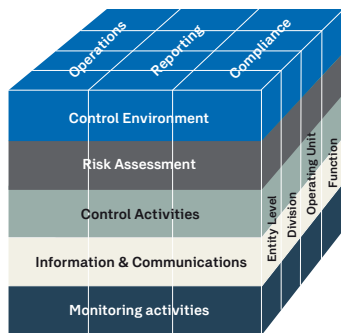 Operations
Reporting
Compliance
Control Environment
Risk Assessment
Control Activities
Information & Communications
Monitoring activities
Entity Level
Division
Operating Unit
Function